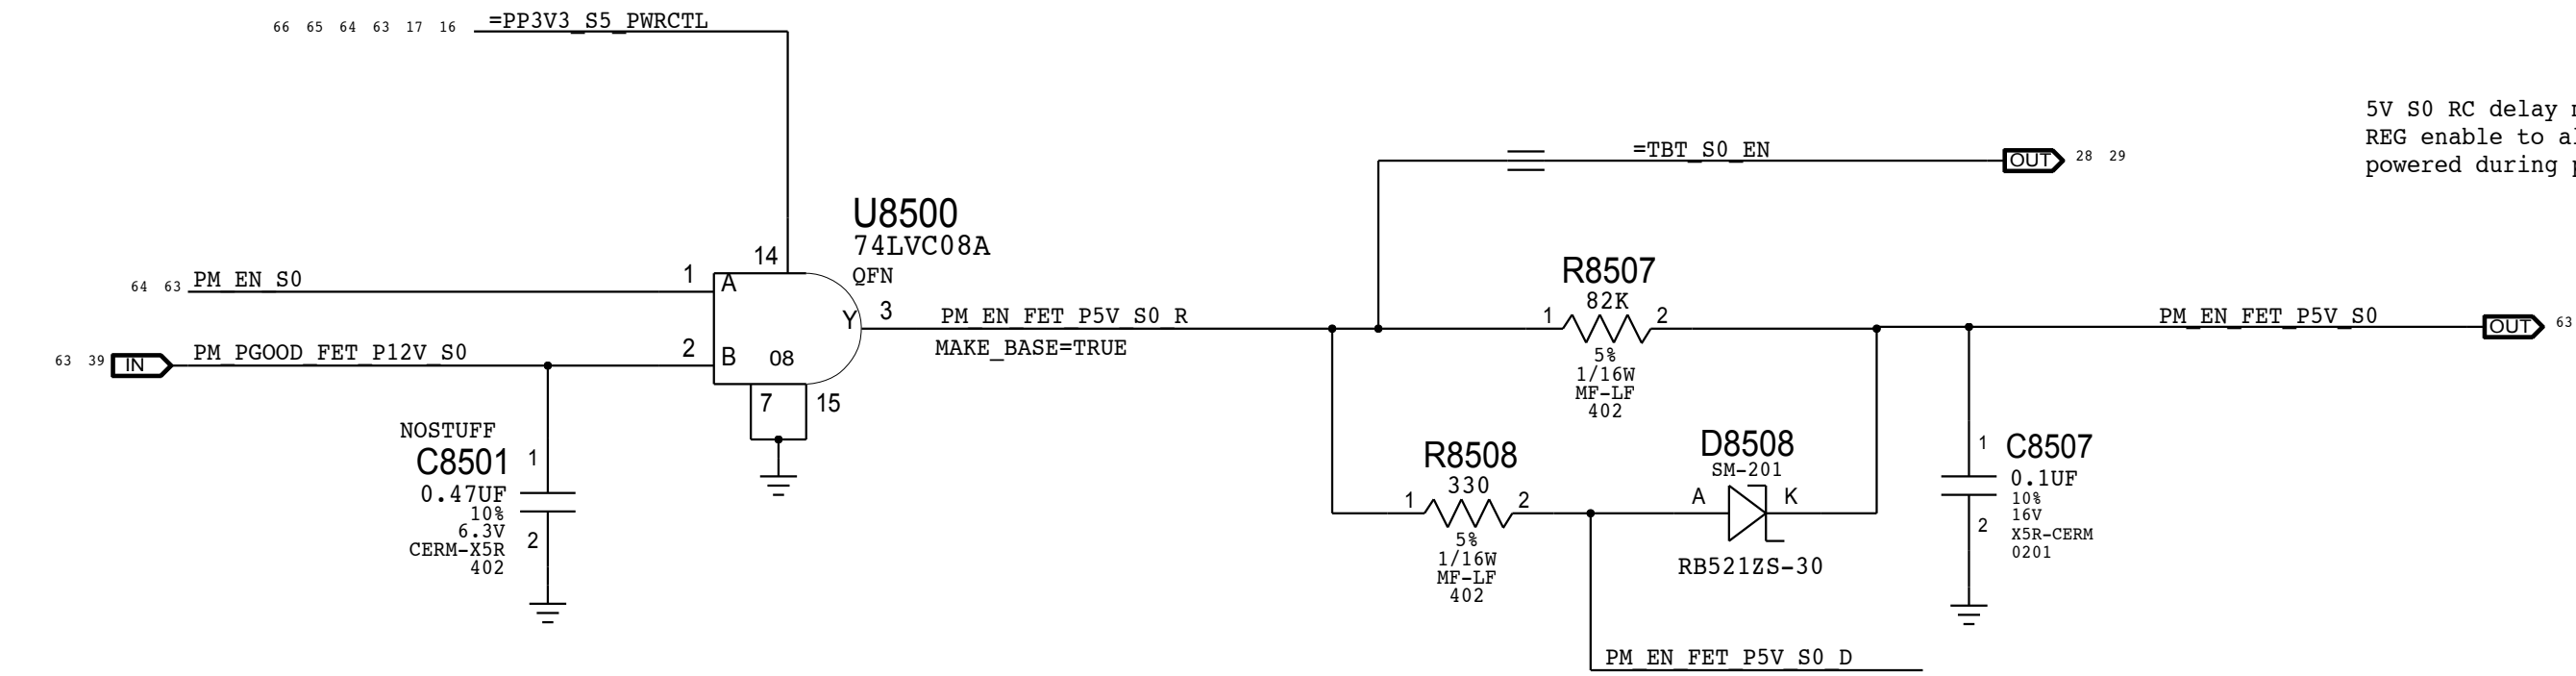 66 65 64 63 17 16 =PP3V3_S5_PWRCTL
5V S0 RC delay
REG enable to
powered during
=TBT_S0_EN
OUT 28 29
U8500
74LVC08A
QFN
14
64 63 PM_EN_S0 1 A
Y 3
PM_EN_FET_P5V_S0_R
MAKE_BASE=TRUE
63 39 IN PM_PGOOD_FET_P12V_S0 2 B 08
7 15
R8507
82K
1 2
5%
1/16W
MF-LF
402
PM_EN_FET_P5V_S0
OUT 63
NOSTUFF
C8501 1
0.47UF
10%
6.3V
CERM-X5R 2
402
R8508
330
1 2
5%
1/16W
MF-LF
402
D8508
SM-201
A K
RB521ZS-30
1 C8507
0.1UF
10%
16V
2 X5R-CERM
0201
PM_EN_FET_P5V_S0_D